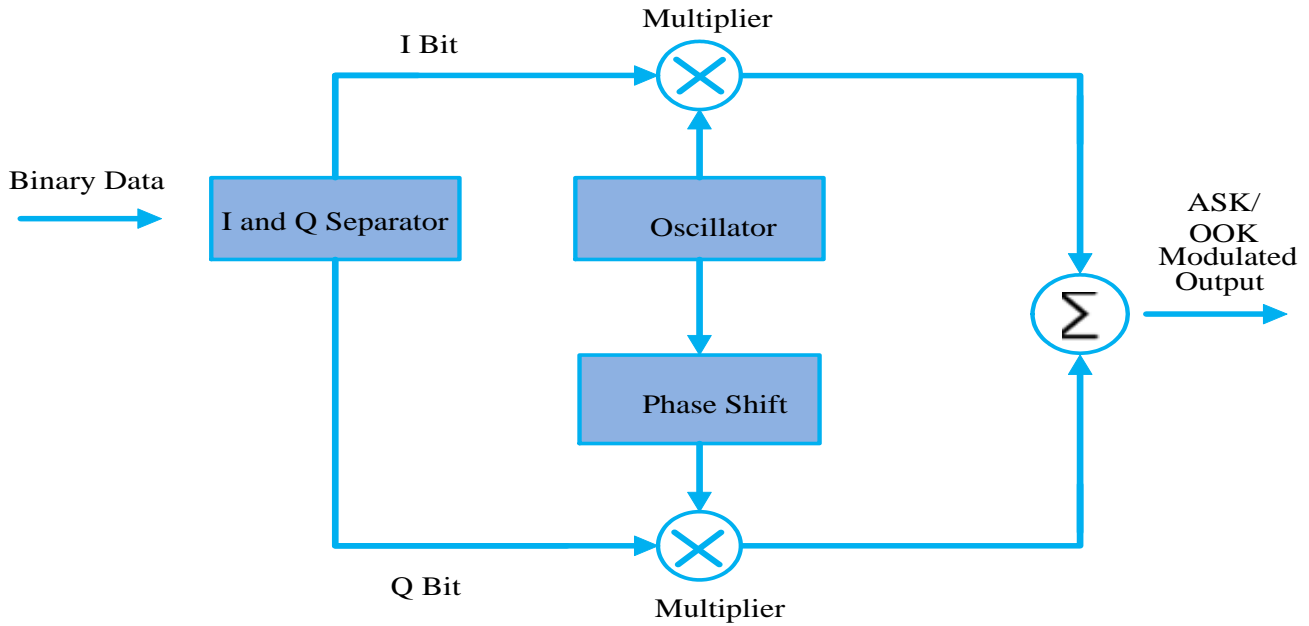 Multiplier
I Bit
Binary Data
I and Q Separator
Oscillator
ASK/
OOK
Modulated
Output
Σ
Phase Shift
Q Bit
Multiplier